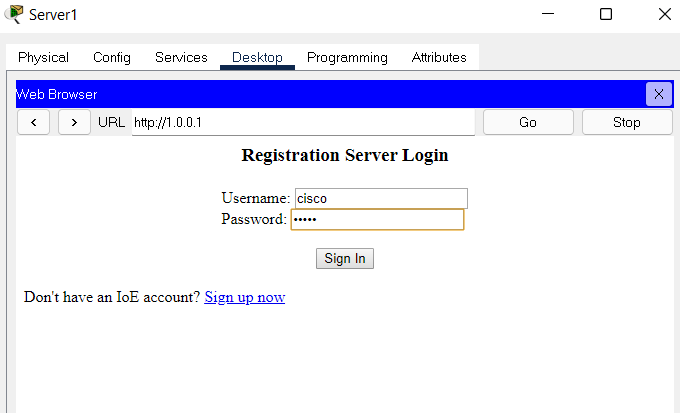 Server1
Physical Config Services Desktop Programming Attributes
Web Browser X
< > URL http://1.0.0.1 Go Stop
Registration Server Login
Username: cisco
Password: •••••
Sign In
Don't have an IoE account? Sign up now